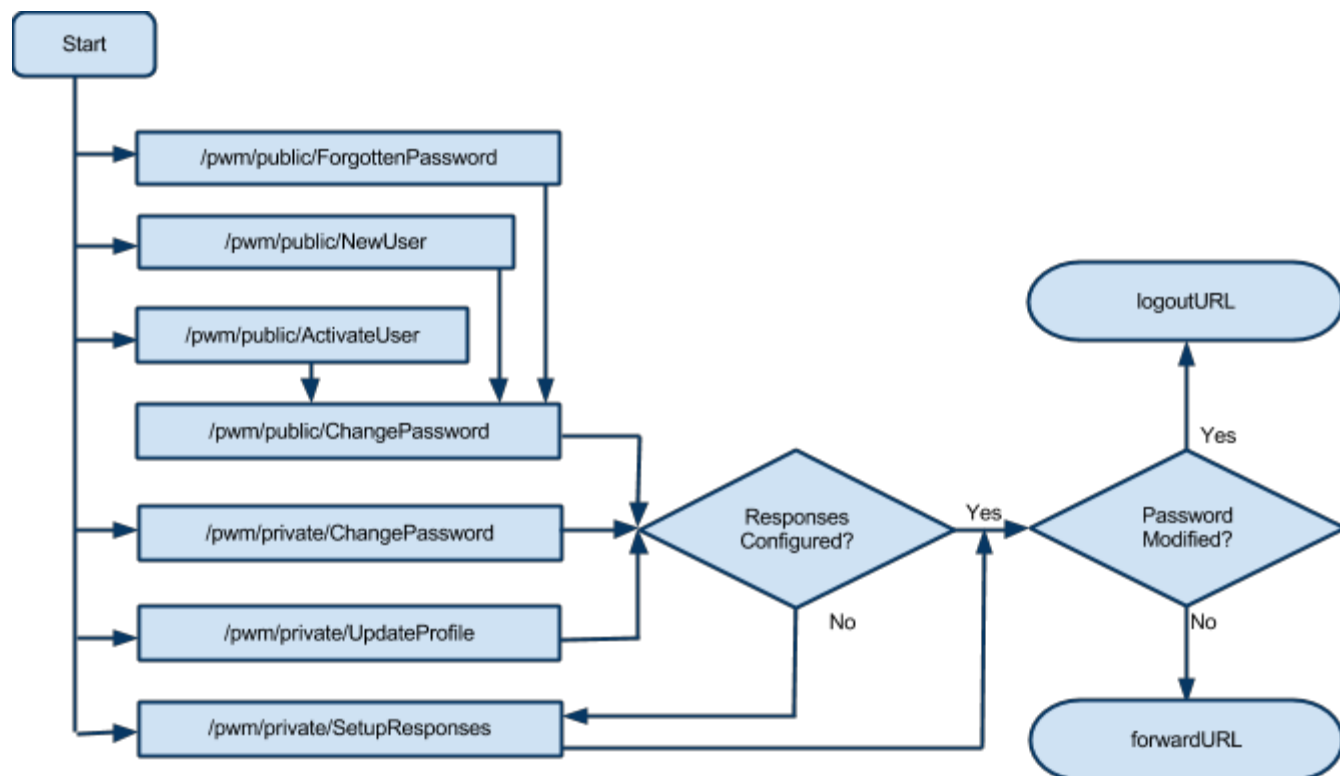 Start
/pwm/public/ForgottenPassword
/pwm/public/NewUser
/pwm/public/ActivateUser
/pwm/public/ChangePassword
/pwm/private/ChangePassword
/pwm/private/UpdateProfile
/pwm/private/SetupResponses
Responses
Configured?
Yes
No
Password
Modified?
Yes
No
logoutURL
forwardURL